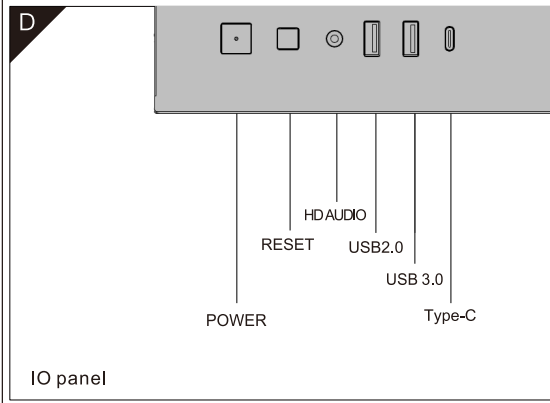 D
HD AUDIO
RESET
USB2.0
USB 3.0
POWER
Type-C
IO panel